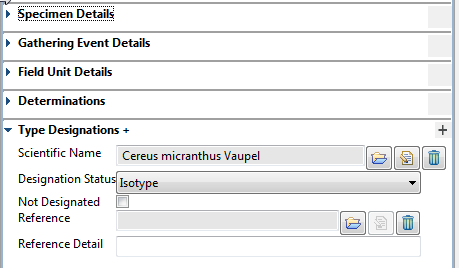 Specimen Details
Gathering Event Details
Field Unit Details
Determinations
Type Designations +
Scientific Name Cereus micranthus Vaupel
Designation Status Isotype
Not Designated
Reference
Reference Detail